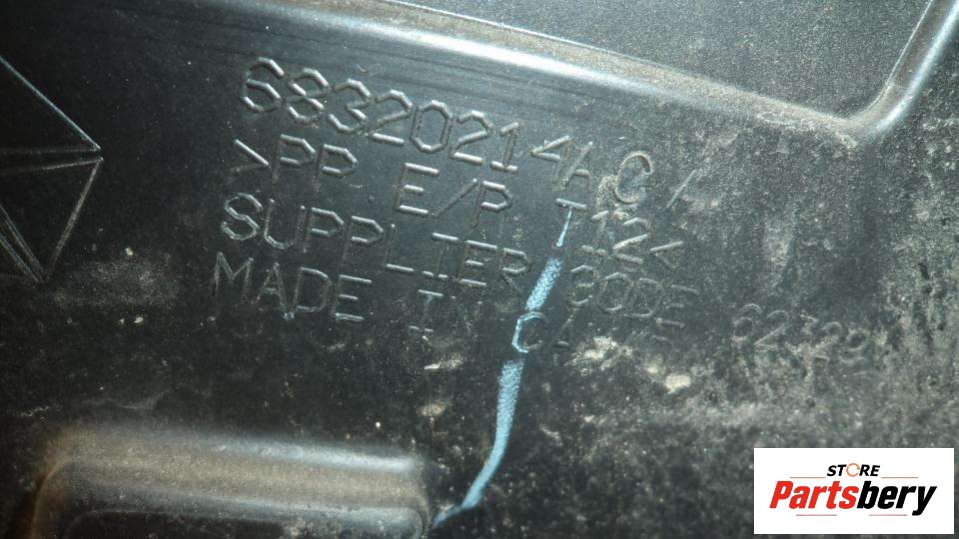 68320214AC
>PP E/P T12<
SUPPLIER CODE 62329
MADE IN
STORE
Partsbery